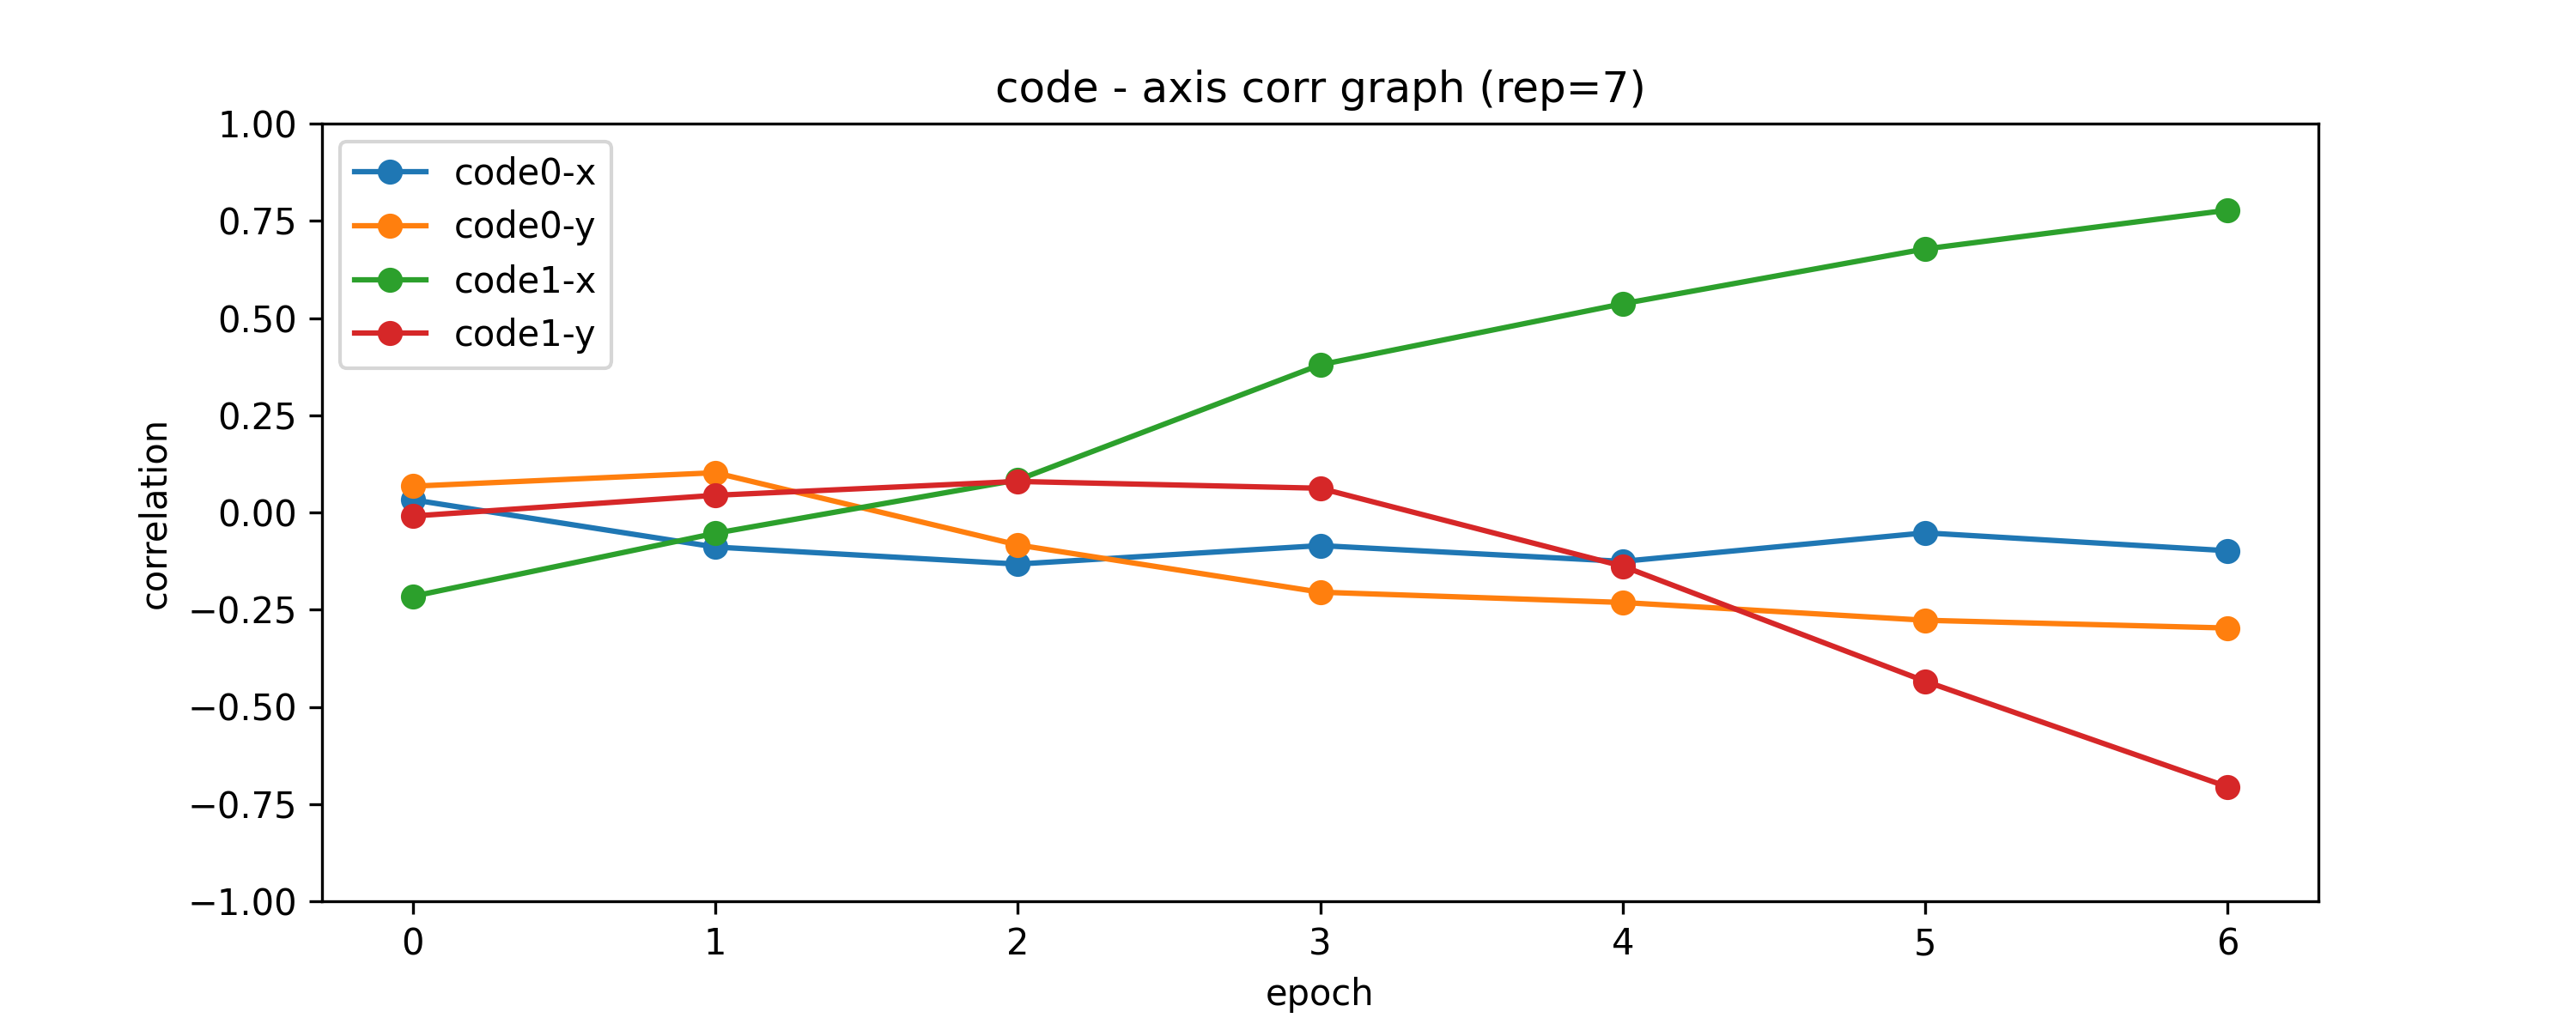 code - axis corr graph (rep=7)
1.00
0.75
0.50
0.25
0.00
−0.25
−0.50
−0.75
−1.00
correlation
code0-x
code0-y
code1-x
code1-y
0 1 2 3 4 5 6
epoch